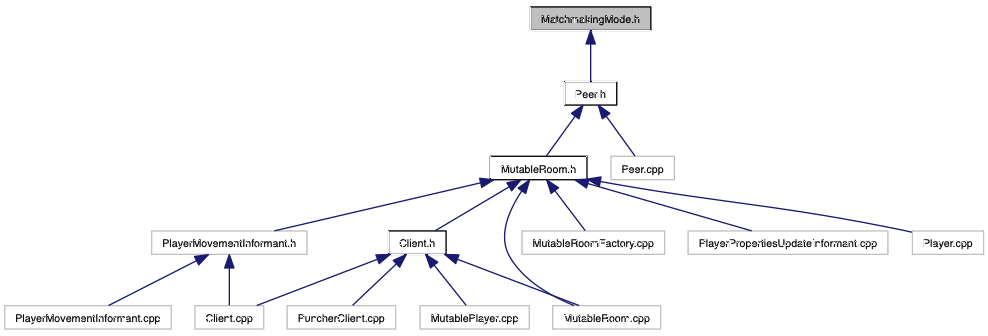 MatchmakingMode.h
Peer.h
MutableRoom.h
Peer.cpp
PlayerMovementInformant.h
Client.h
MutableRoomFactory.cpp
PlayerPropertiesUpdateInformant.cpp
Player.cpp
PlayerMovementInformant.cpp
Client.cpp
PuncherClient.cpp
MutablePlayer.cpp
MutableRoom.cpp